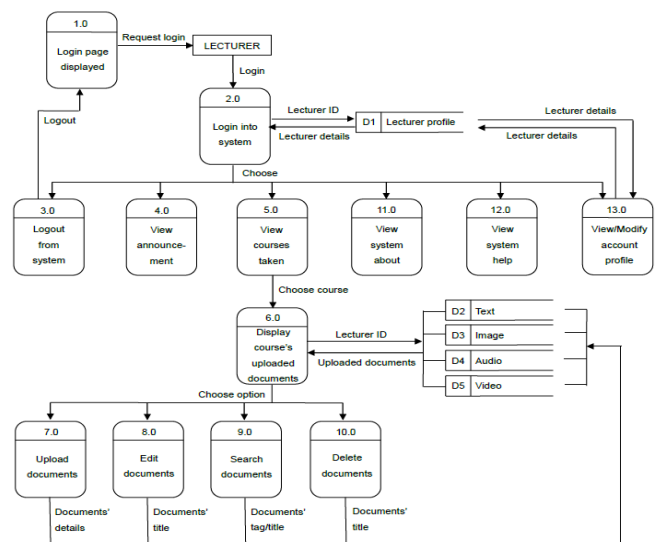 1.0
Login page
displayed
Request login
LECTURER
Login
Logout
2.0
Login into
system
Lecturer ID
Lecturer details
D1 Lecturer profile
Lecturer details
Lecturer details
Choose
3.0
Logout
from
system
4.0
View
announce-
ment
5.0
View
courses
taken
11.0
View
system
about
12.0
View
system
help
13.0
View/Modify
account
profile
Choose course
6.0
Display
course's
uploaded
documents
Lecturer ID
Uploaded documents
D2 Text
D3 Image
D4 Audio
D5 Video
Choose option
7.0
Upload
documents
8.0
Edit
documents
9.0
Search
documents
10.0
Delete
documents
Documents'
details
Documents'
title
Documents'
tag/title
Documents'
title